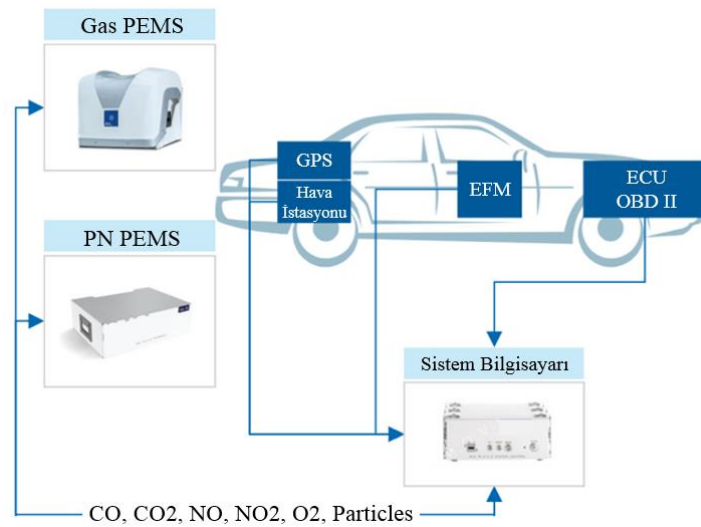 Gas PEMS
GPS
Hava
İstasyonu
EFM
ECU
OBD II
PN PEMS
Sistem Bilgisayarı
CO, CO2, NO, NO2, O2, Particles